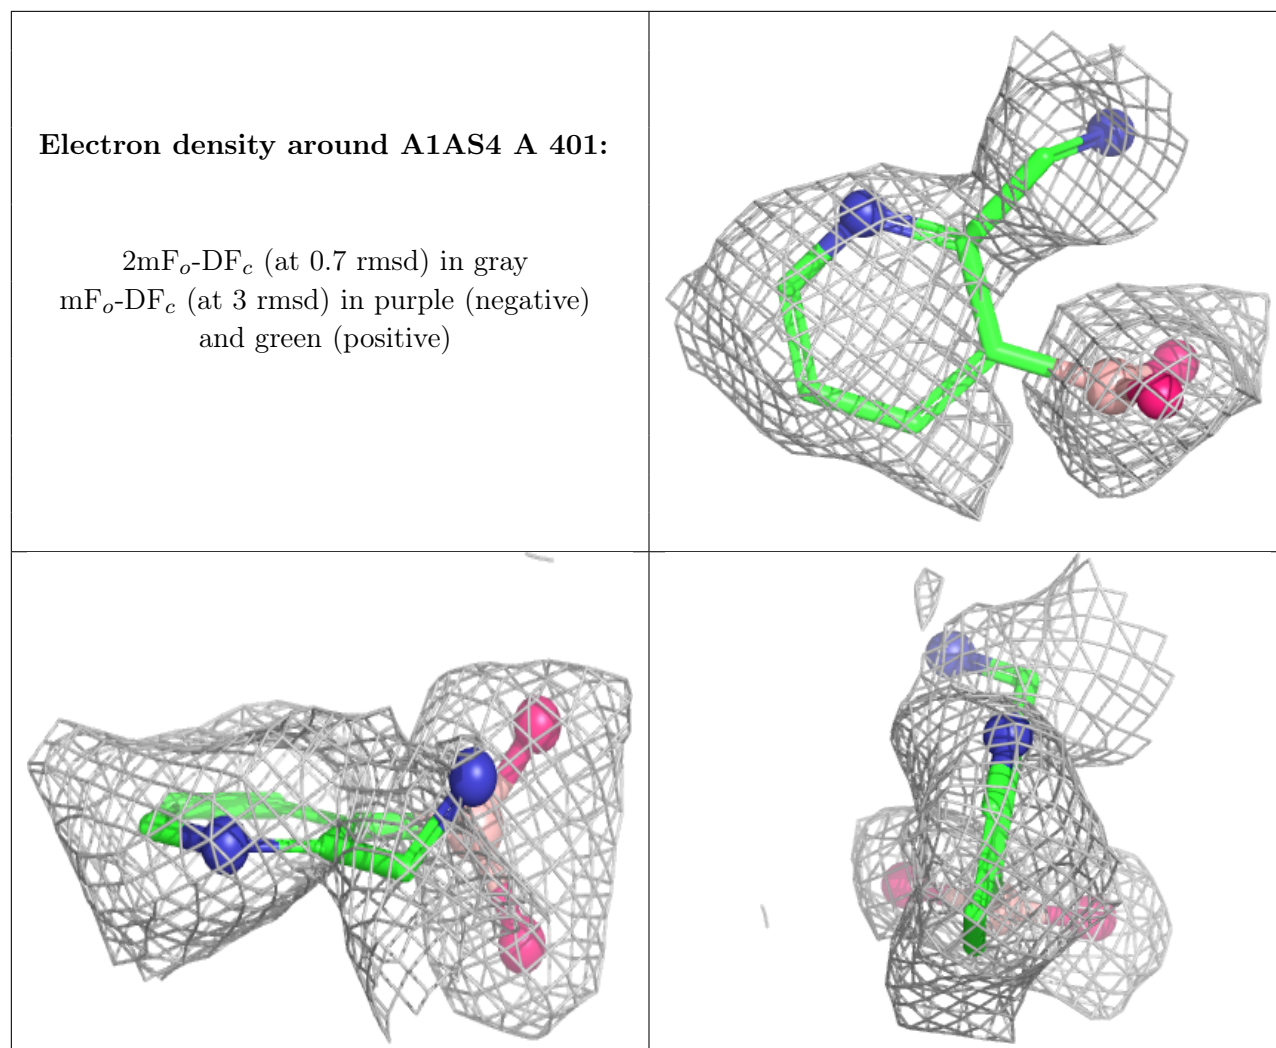 Electron density around A1AS4 A 401:
2mFo-DFc (at 0.7 rmsd) in gray
mFo-DFc (at 3 rmsd) in purple (negative)
and green (positive)